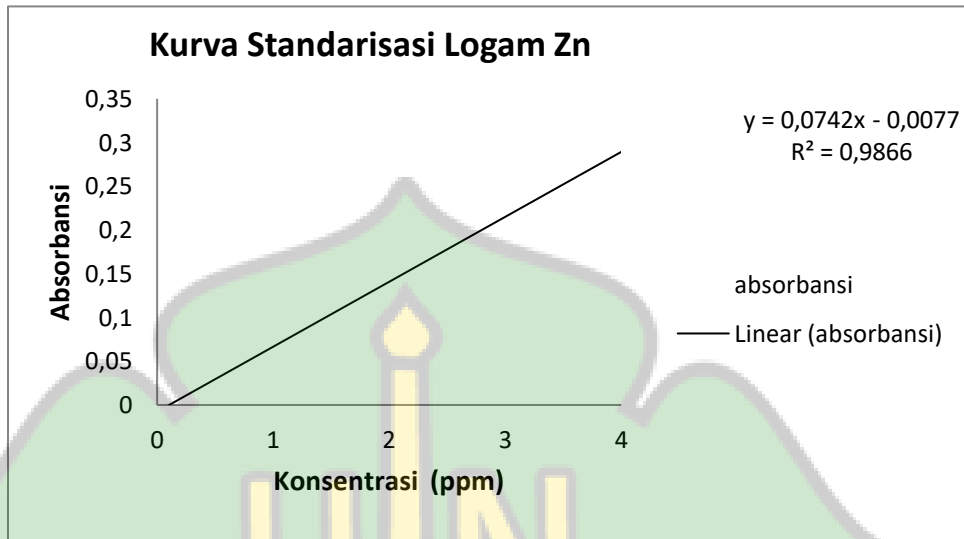 Kurva Standarisasi Logam Zn
0,35
0,3
0,25
0,2
0,15
0,1
0,05
0
Absorbansi
y = 0,0742x - 0,0077
R² = 0,9866
absorbansi
Linear (absorbansi)
0 1 2 3 4
Konsentrasi (ppm)
UIN